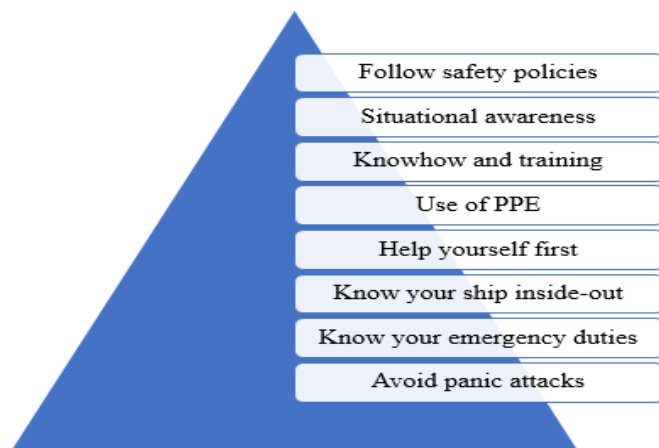 Follow safety policies
Situational awareness
Knowhow and training
Use of PPE
Help yourself first
Know your ship inside-out
Know your emergency duties
Avoid panic attacks